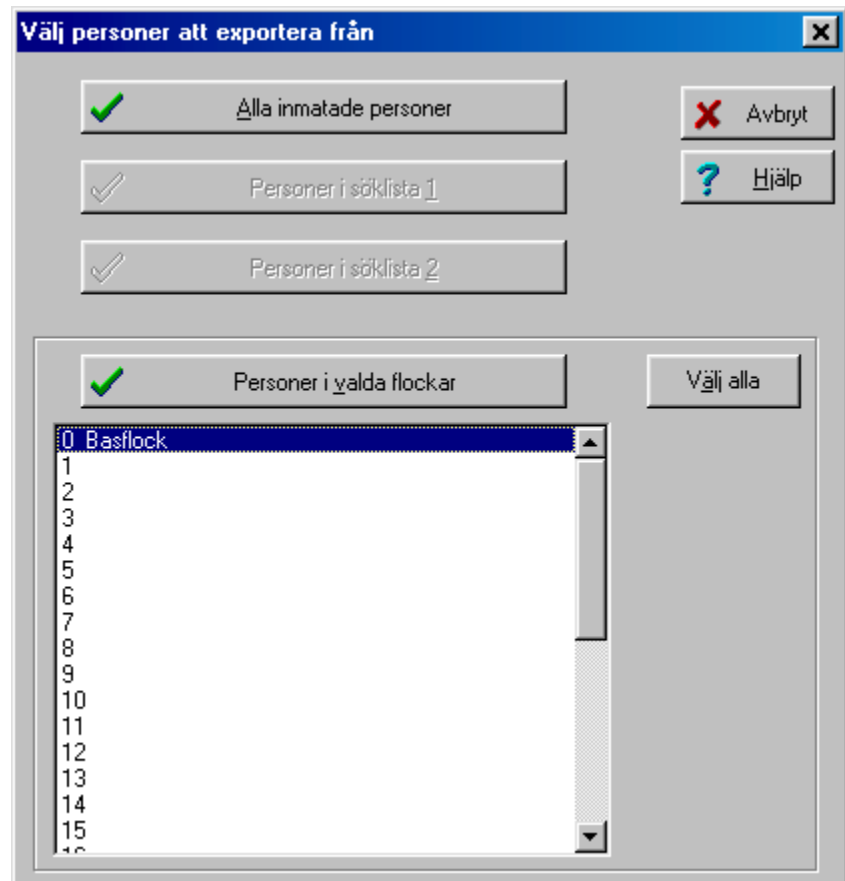 Välj personer att exportera från
Alla inmatade personer
Avbryt
Personer i söklista 1
Hjälp
Personer i söklista 2
Personer i valda flockar
Välj alla
0 Basflock
1
2
3
4
5
6
7
8
9
10
11
12
13
14
15